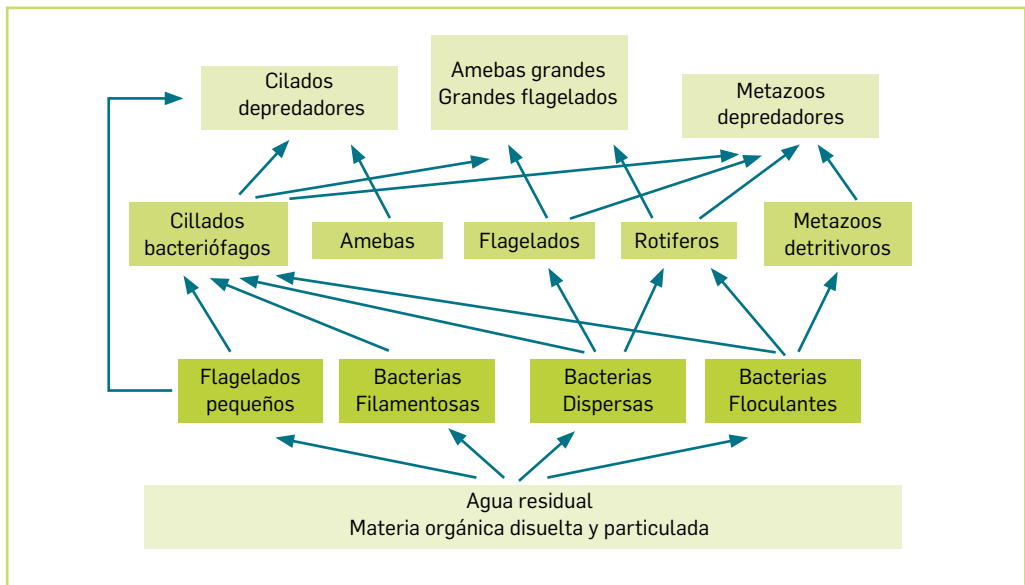 Cilados
depredadores
Amebas grandes
Grandes flagelados
Metazoos
depredadores
Cillados
bacteriófagos
Amebas
Flagelados
Rotiferos
Metazoos
detritivoros
Flagelados
pequeños
Bacterias
Filamentosas
Bacterias
Dispersas
Bacterias
Floculantes
Agua residual
Materia orgánica disuelta y particulada